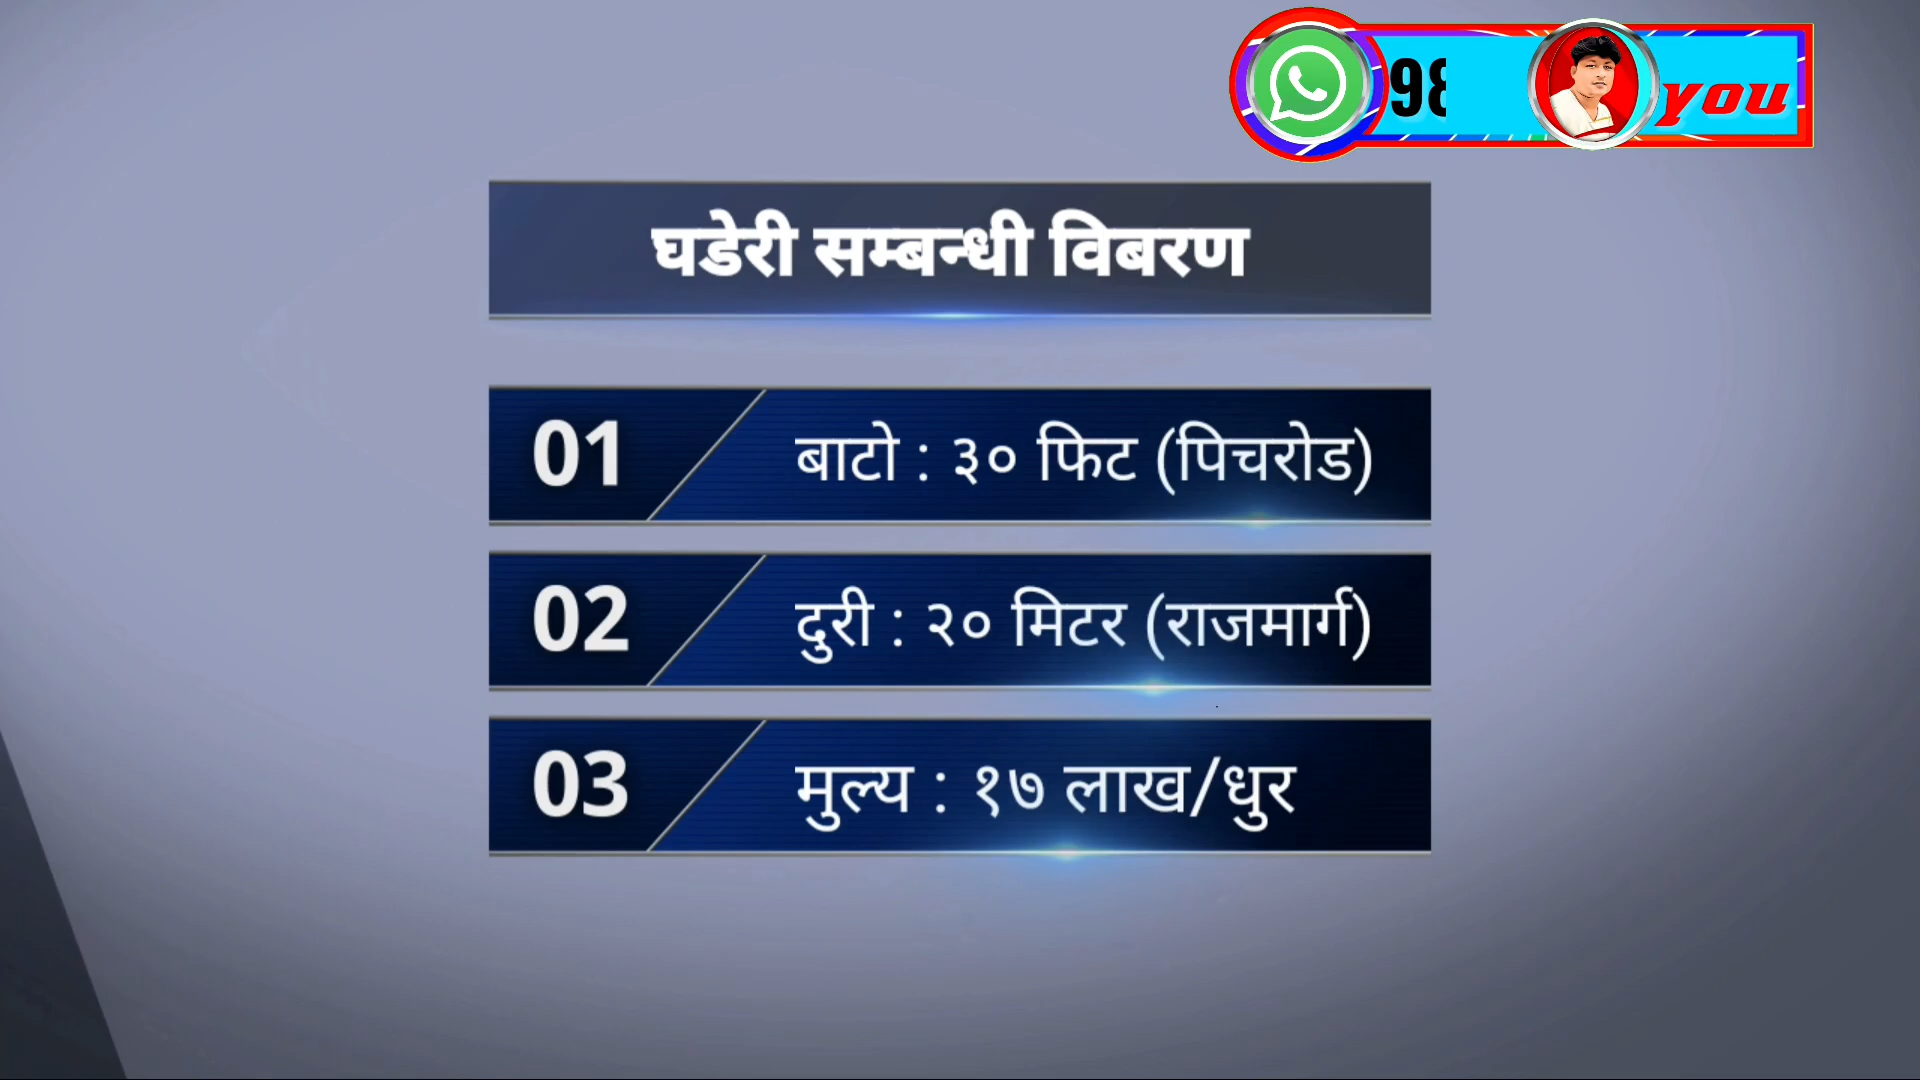 98
you
घडेरी सम्बन्धी विबरण
01 बाटो : ३० फिट (पिचरोड)
02 दुरी : २० मिटर (राजमार्ग)
03 मुल्य : १७ लाख/धुर